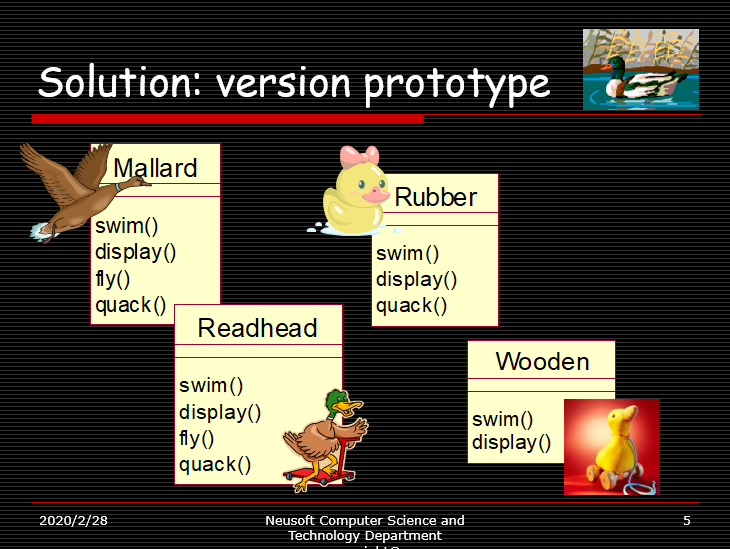 Solution: version prototype
Mallard
swim()
display()
fly()
quack()
Rubber
swim()
display()
quack()
Readhead
swim()
display()
fly()
quack()
Wooden
swim()
display()
2020/2/28
Neusoft Computer Science and
Technology Department
5